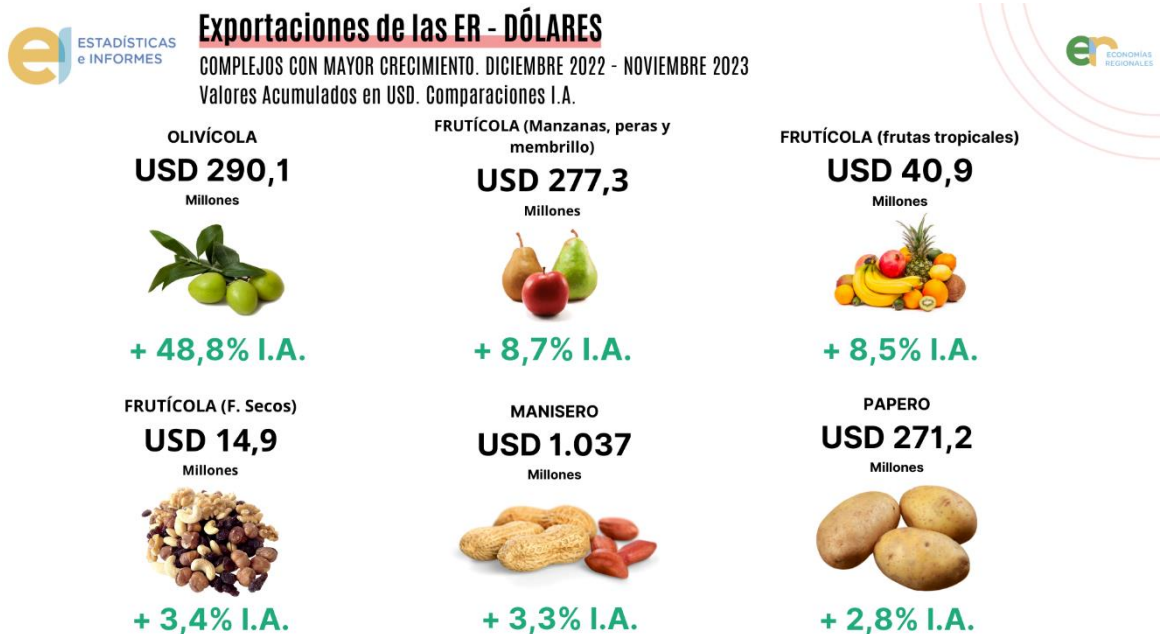 ESTADÍSTICAS
e INFORMES
Exportaciones de las ER - DÓLARES
COMPLEJOS CON MAYOR CRECIMIENTO. DICIEMBRE 2022 - NOVIEMBRE 2023
Valores Acumulados en USD. Comparaciones I.A.
er
ECONOMÍAS
REGIONALES
OLIVÍCOLA
USD 290,1
Millones
+ 48,8% I.A.
FRUTÍCOLA (Manzanas, peras y
membrillo)
USD 277,3
Millones
+ 8,7% I.A.
FRUTÍCOLA (frutas tropicales)
USD 40,9
Millones
+ 8,5% I.A.
FRUTÍCOLA (F. Secos)
USD 14,9
Millones
+ 3,4% I.A.
MANISERO
USD 1.037
Millones
+ 3,3% I.A.
PAPERO
USD 271,2
Millones
+ 2,8% I.A.